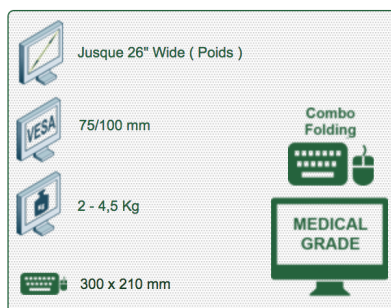 Jusque 26" Wide ( Poids )
VESA
75/100 mm
Combo
Folding
KG
2 - 4,5 Kg
MEDICAL
GRADE
300 x 210 mm